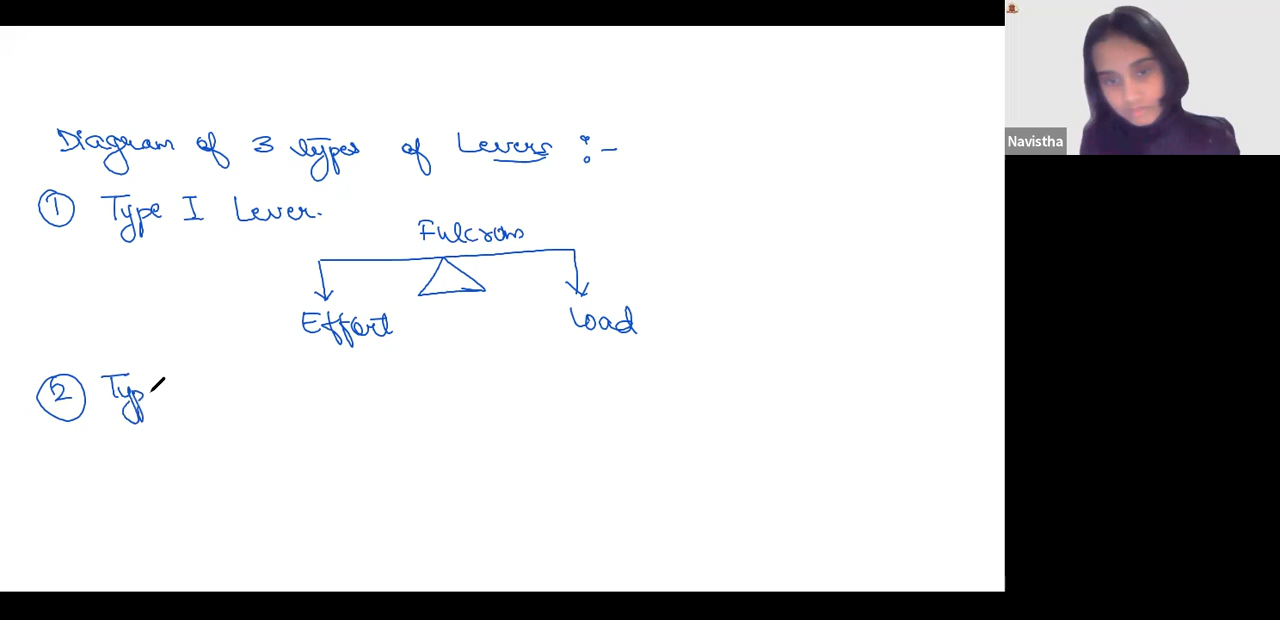 Diagram of 3 types of Levers :-
① Type I Lever.
Fulcrum
Effort
Load
② Typ
Navistha